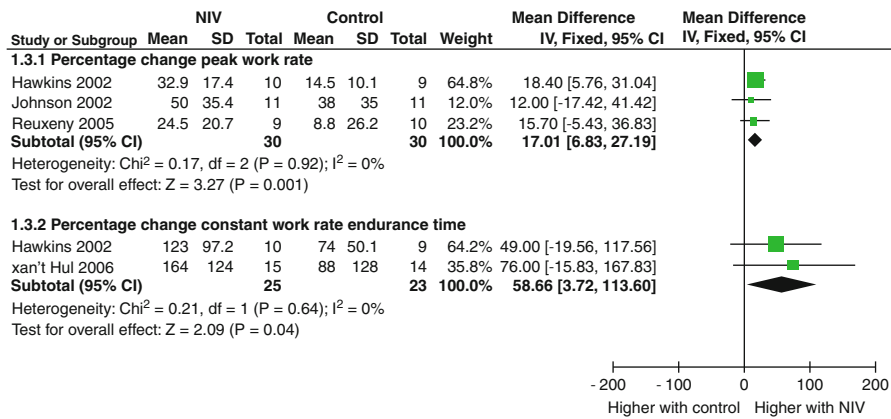 NIV Control Mean Difference Mean Difference
Study or Subgroup Mean SD Total Mean SD Total Weight IV, Fixed, 95% CI IV, Fixed, 95% CI
1.3.1 Percentage change peak work rate
Hawkins 2002 32.9 17.4 10 14.5 10.1 9 64.8% 18.40 [5.76, 31.04]
Johnson 2002 50 35.4 11 38 35 11 12.0% 12.00 [-17.42, 41.42]
Reuxeny 2005 24.5 20.7 9 8.8 26.2 10 23.2% 15.70 [-5.43, 36.83]
Subtotal (95% CI) 30 30 100.0% 17.01 [6.83, 27.19]
Heterogeneity: Chi² = 0.17, df = 2 (P = 0.92); I² = 0%
Test for overall effect: Z = 3.27 (P = 0.001)
1.3.2 Percentage change constant work rate endurance time
Hawkins 2002 123 97.2 10 74 50.1 9 64.2% 49.00 [-19.56, 117.56]
xan't Hul 2006 164 124 15 88 128 14 35.8% 76.00 [-15.83, 167.83]
Subtotal (95% CI) 25 23 100.0% 58.66 [3.72, 113.60]
Heterogeneity: Chi² = 0.21, df = 1 (P = 0.64); I² = 0%
Test for overall effect: Z = 2.09 (P = 0.04)
- 200 - 100 0 100 200
Higher with control Higher with NIV